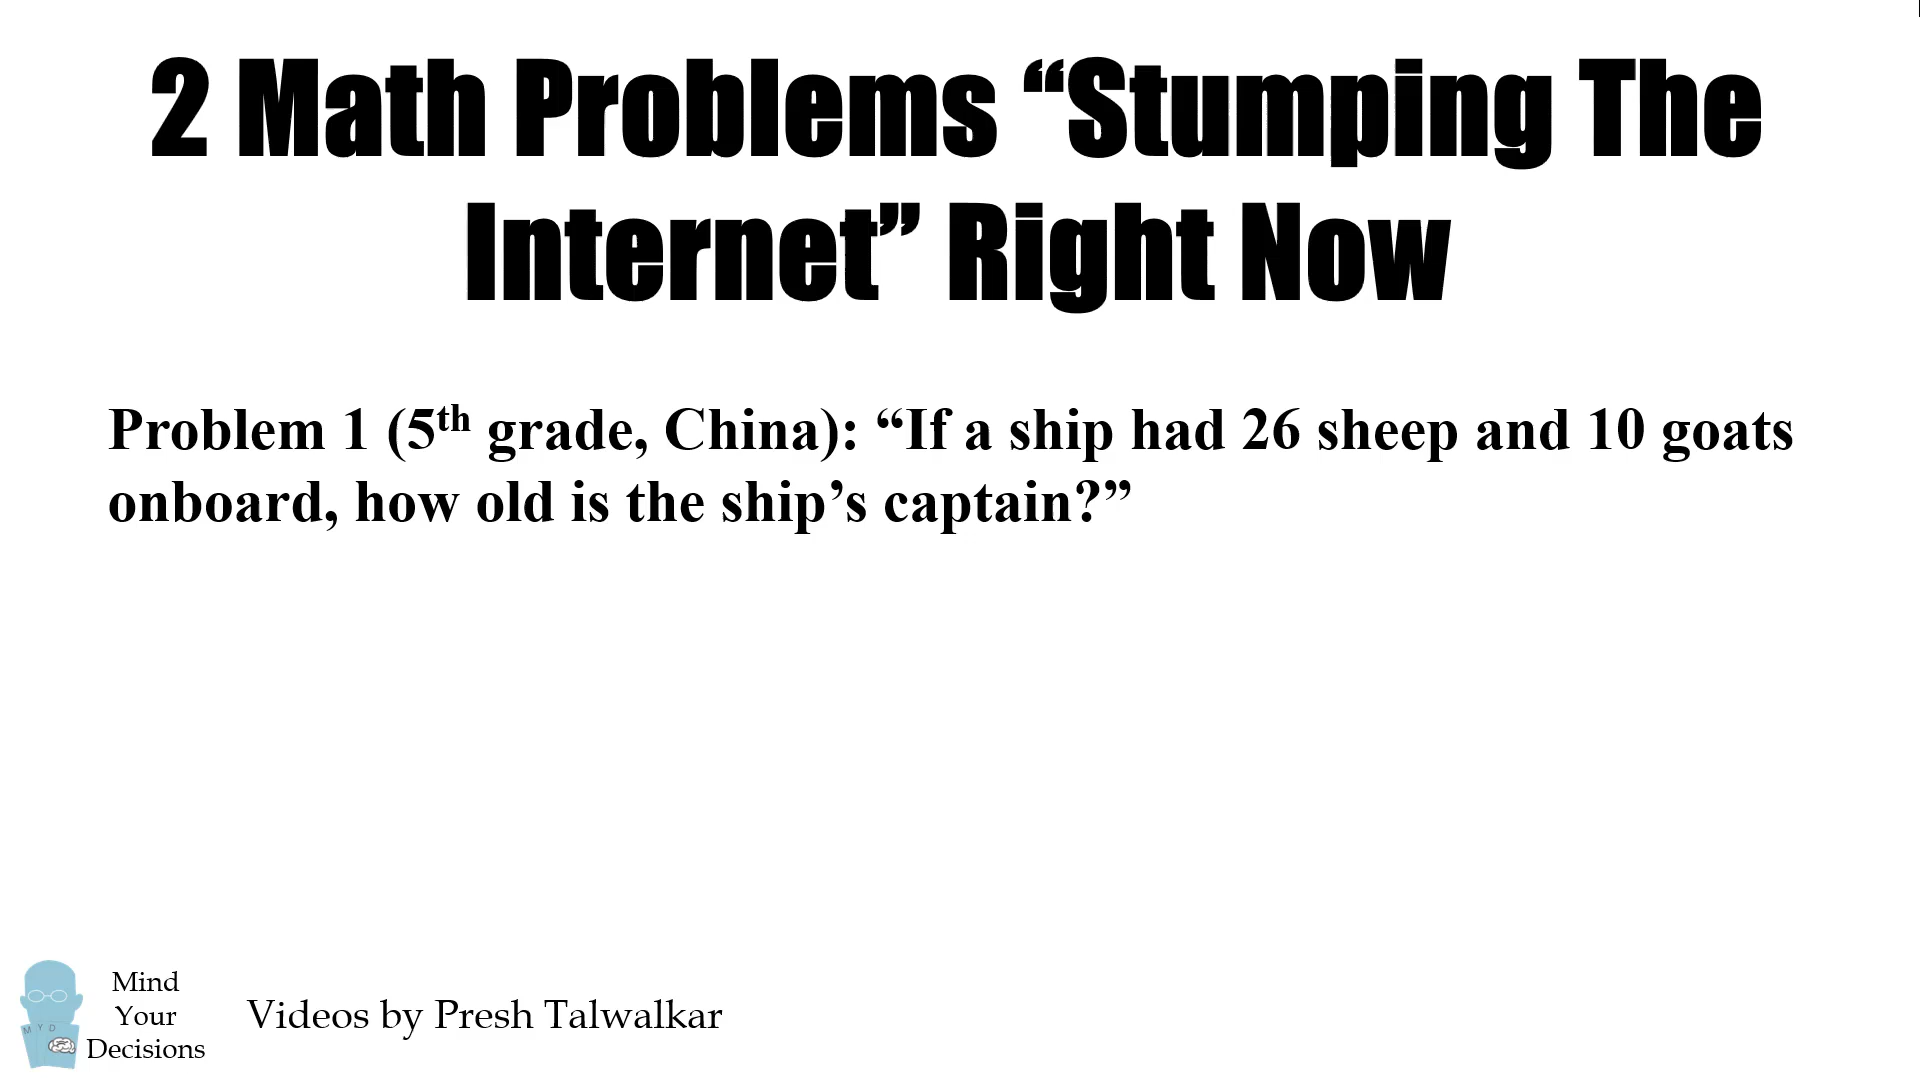 2 Math Problems “Stumping The
Internet” Right Now
Problem 1 (5th grade, China): “If a ship had 26 sheep and 10 goats
onboard, how old is the ship’s captain?”
M Y D
Mind
Your
Decisions
Videos by Presh Talwalkar